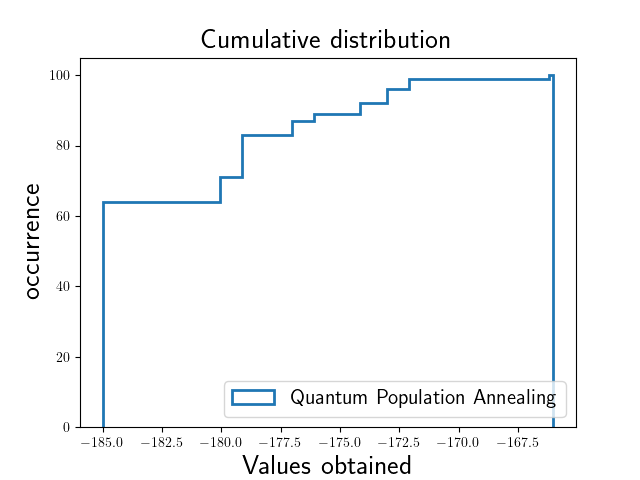 Cumulative distribution
100
80
60
40
20
0
occurrence
Quantum Population Annealing
−185.0 −182.5 −180.0 −177.5 −175.0 −172.5 −170.0 −167.5
Values obtained